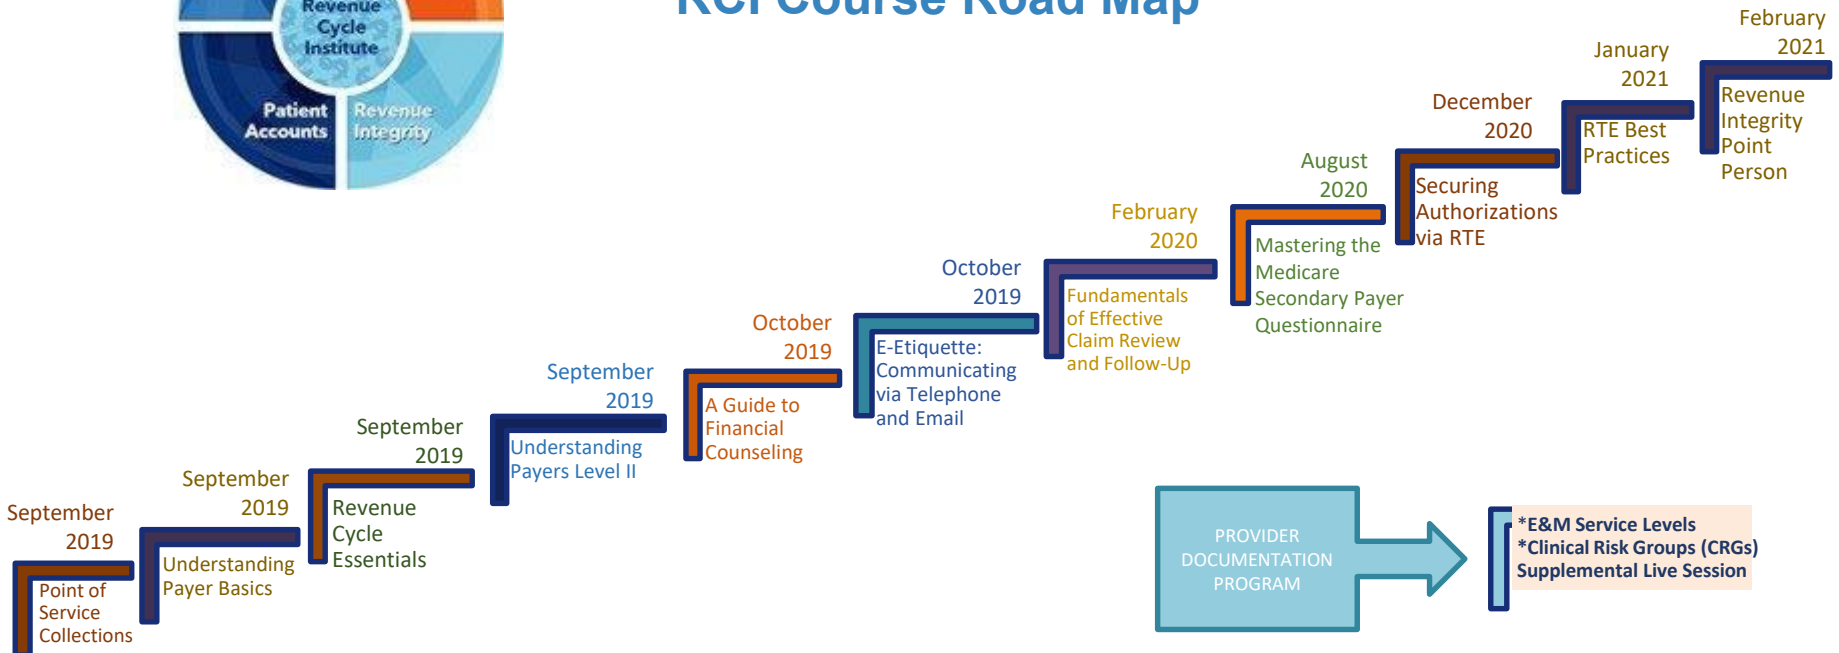 RCI Course Road Map
Revenue
Cycle
Institute
Patient
Accounts
Revenue
Integrity
September
2019
Point of
Service
Collections
September
2019
Understanding
Payer Basics
September
2019
Revenue
Cycle
Essentials
September
2019
Understanding
Payers Level II
October
2019
A Guide to
Financial
Counseling
October
2019
E-Etiquette:
Communicating
via Telephone
and Email
February
2020
Fundamentals
of Effective
Claim Review
and Follow-Up
August
2020
Mastering the
Medicare
Secondary Payer
Questionnaire
December
2020
Securing
Authorizations
via RTE
January
2021
RTE Best
Practices
February
2021
Revenue
Integrity
Point
Person
PROVIDER
DOCUMENTATION
PROGRAM
*E&M Service Levels
*Clinical Risk Groups (CRGs)
Supplemental Live Session